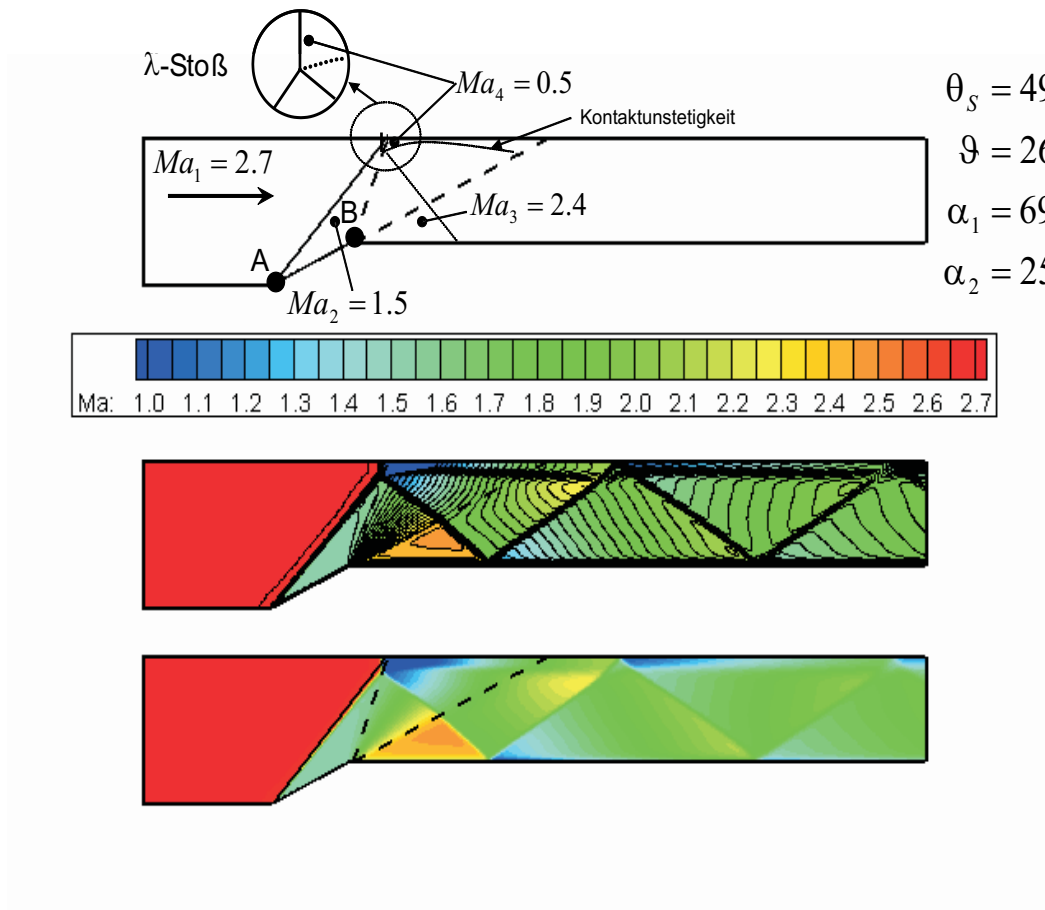 λ-Stoß
Ma₄ = 0.5
Kontaktunstetigkeit
Ma₁ = 2.7
B
Ma₃ = 2.4
A
Ma₂ = 1.5
θ_S = 49
ϑ = 26
α₁ = 69
α₂ = 25
Ma: 1.0 1.1 1.2 1.3 1.4 1.5 1.6 1.7 1.8 1.9 2.0 2.1 2.2 2.3 2.4 2.5 2.6 2.7